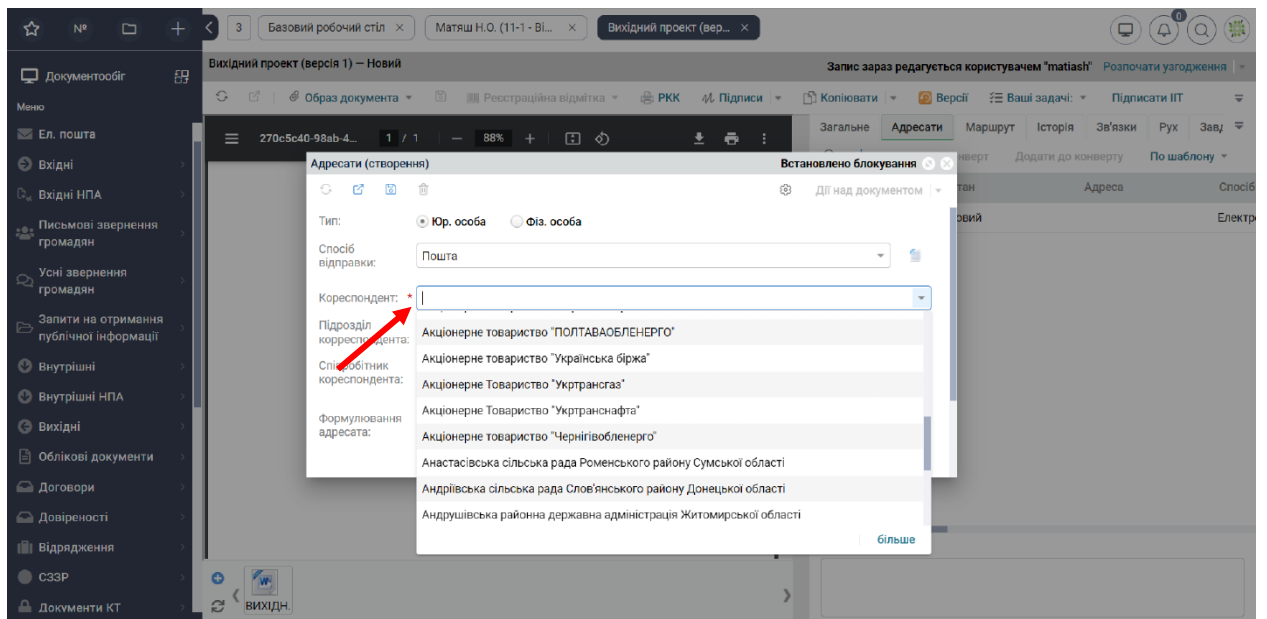 №
3
Базовий робочий стіл ×
Матяш Н.О. (11-1 - Ві... ×
Вихідний проект (вер... ×
0
Документообіг
Вихідний проект (версія 1) — Новий
Запис зараз редагується користувачем "matiash"
Розпочати узгодження
Меню
Образ документа
Реєстраційна відмітка
РКК
Підписи
Копіювати
Версії
Ваші задачі:
Підписати ІІТ
Ел. пошта
Вхідні
Вхідні НПА
Письмові звернення
громадян
Усні звернення
громадян
Запити на отримання
публічної інформації
Внутрішні
Внутрішні НПА
Вихідні
Облікові документи
Договори
Довіреності
Відрядження
СЗЗР
Документи КТ
270c5c40-98ab-4...
1 / 1
— 88% +
Загальне
Адресати
Маршрут
Історія
Зв'язки
Рух
нверт
Додати до конверту
По шаблону
тан
Адреса
Спосіб
овий
Електр
Адресати (створення)
Встановлено блокування
Дії над документом
Тип:
Юр. особа
Фіз. особа
Спосіб
відправки:
Пошта
Кореспондент: *
Підрозділ
корреспондента:
Співробітник
кореспондента:
Формулювання
адресата:
Акціонерне товариство "ПОЛТАВАОБЛЕНЕРГО"
Акціонерне товариство "Українська біржа"
Акціонерне Товариство "Укртрансгаз"
Акціонерне Товариство "Укртранснафта"
Акціонерне товариство "Чернігівобленерго"
Анастасівська сільська рада Роменського району Сумської області
Андріївська сільська рада Слов'янського району Донецької області
Андрушівська районна державна адміністрація Житомирської області
більше
ВИХІДН.